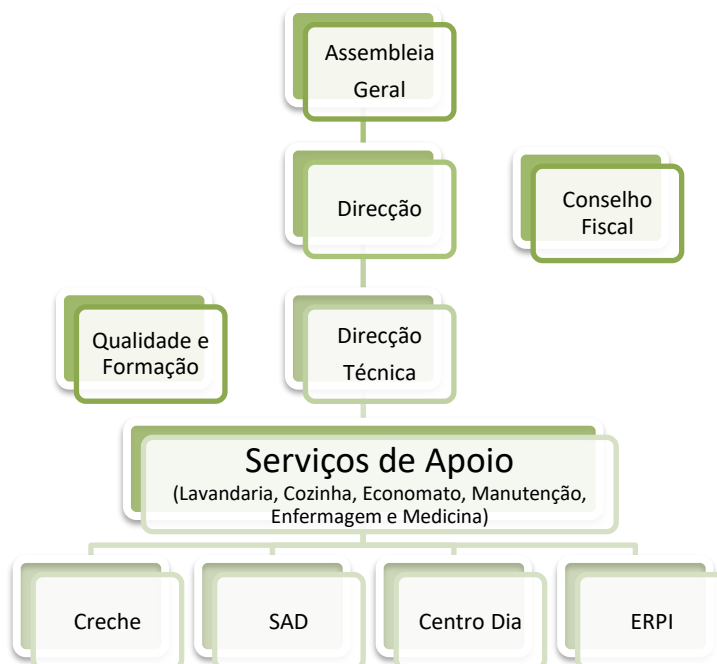 Assembleia
Geral
Direcção
Conselho
Fiscal
Qualidade e
Formação
Direcção
Técnica
Serviços de Apoio
(Lavandaria, Cozinha, Economato, Manutenção,
Enfermagem e Medicina)
Creche
SAD
Centro Dia
ERPI